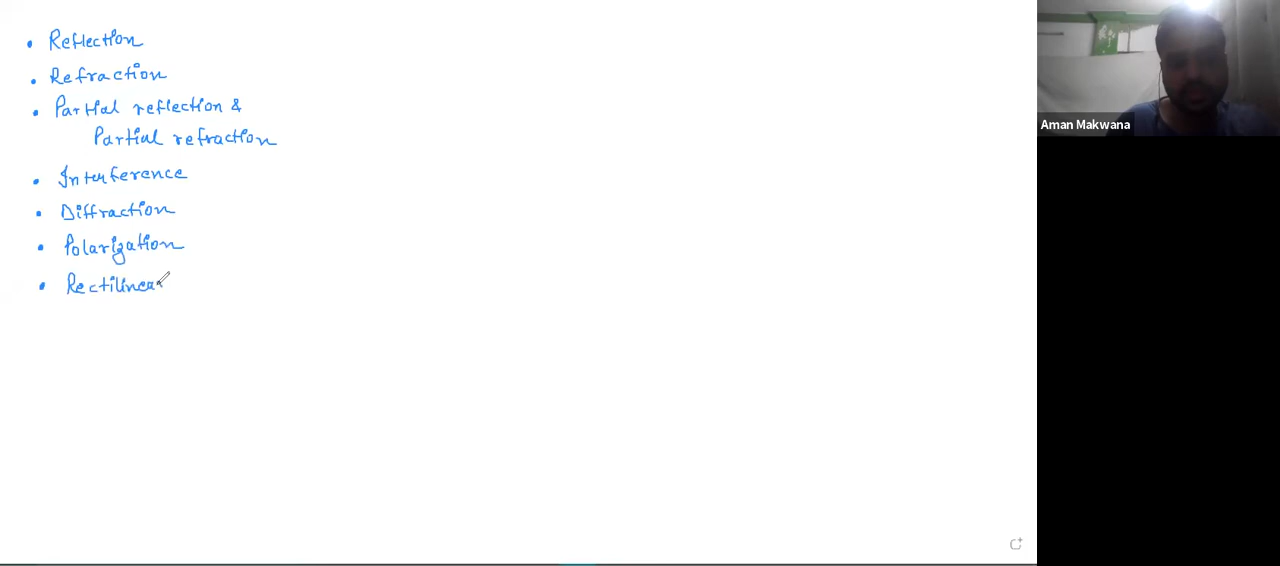 • Reflection
• Refraction
• Partial reflection &
Partial refraction
• Interference
• Diffraction
• Polarization
• Rectilinear
Aman Makwana